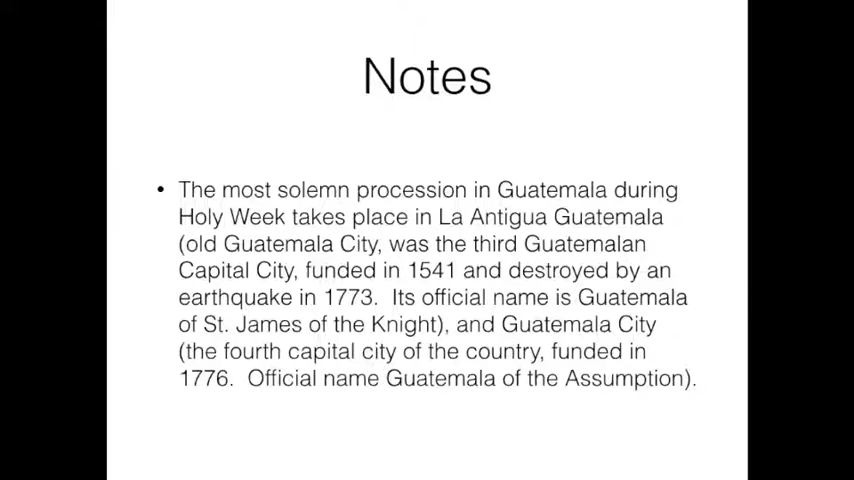 Notes
• The most solemn procession in Guatemala during
Holy Week takes place in La Antigua Guatemala
(old Guatemala City, was the third Guatemalan
Capital City, funded in 1541 and destroyed by an
earthquake in 1773.  Its official name is Guatemala
of St. James of the Knight), and Guatemala City
(the fourth capital city of the country, funded in
1776.  Official name Guatemala of the Assumption).